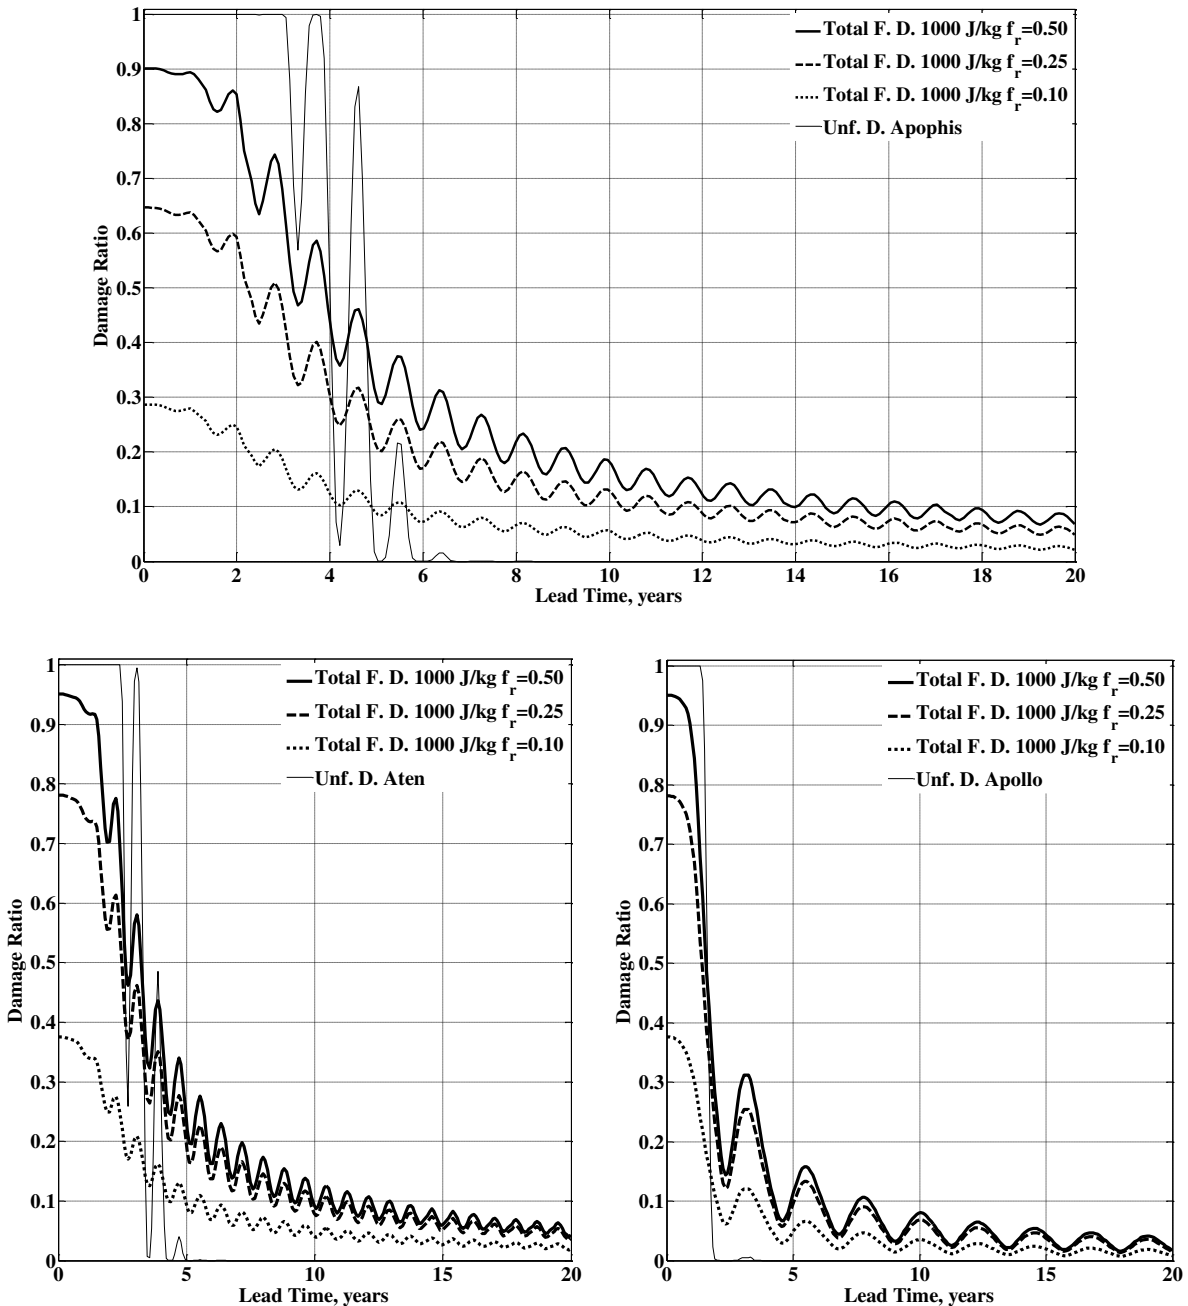 1
0.9
0.8
0.7
0.6
0.5
0.4
0.3
0.2
0.1
0
Damage Ratio
Total F. D. 1000 J/kg f_r=0.50
Total F. D. 1000 J/kg f_r=0.25
Total F. D. 1000 J/kg f_r=0.10
Unf. D. Apophis
0 2 4 6 8 10 12 14 16 18 20
Lead Time, years
1
0.9
0.8
0.7
0.6
0.5
0.4
0.3
0.2
0.1
0
Damage Ratio
Total F. D. 1000 J/kg f_r=0.50
Total F. D. 1000 J/kg f_r=0.25
Total F. D. 1000 J/kg f_r=0.10
Unf. D. Aten
0 5 10 15 20
Lead Time, years
1
0.9
0.8
0.7
0.6
0.5
0.4
0.3
0.2
0.1
0
Damage Ratio
Total F. D. 1000 J/kg f_r=0.50
Total F. D. 1000 J/kg f_r=0.25
Total F. D. 1000 J/kg f_r=0.10
Unf. D. Apollo
0 5 10 15 20
Lead Time, years